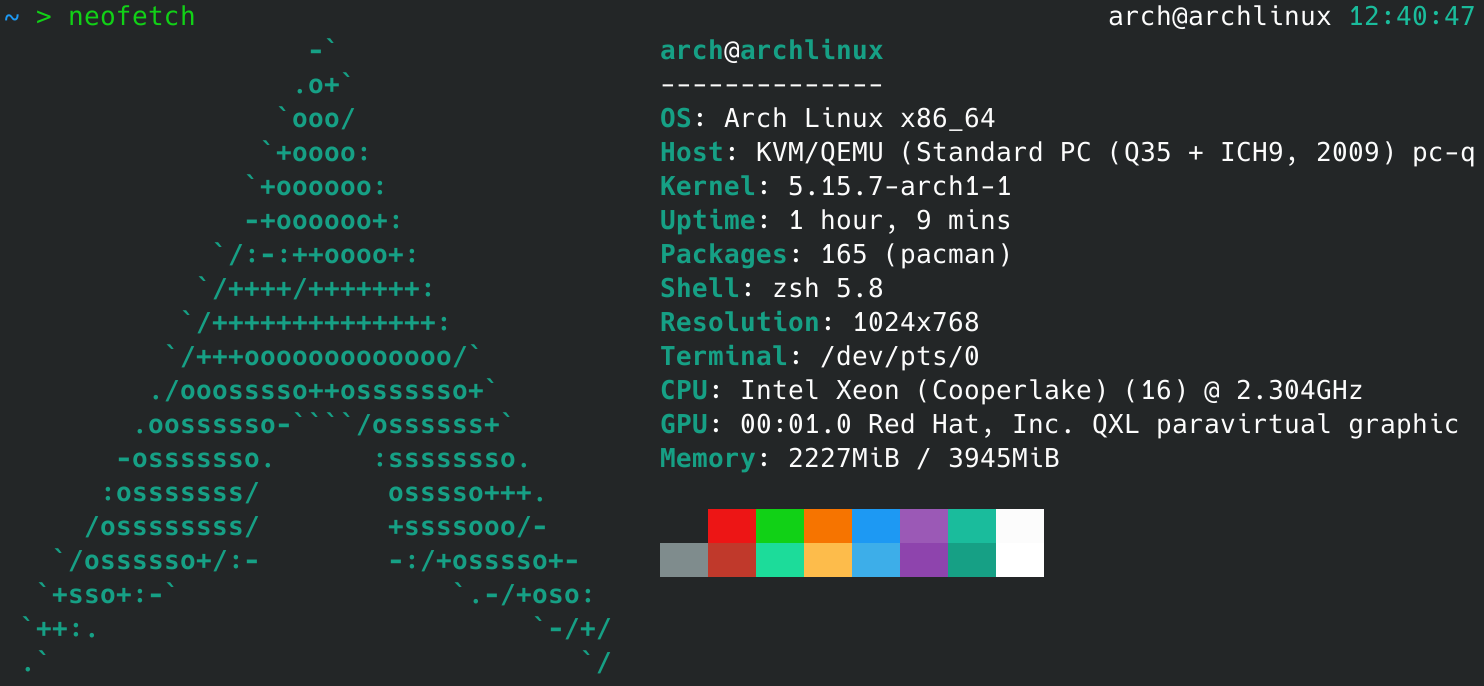 ~ > neofetch arch@archlinux 12:40:47
                  -`                     arch@archlinux
                 .o+`                    --------------
                `ooo/                    OS: Arch Linux x86_64
               `+oooo:                   Host: KVM/QEMU (Standard PC (Q35 + ICH9, 2009) pc-q
              `+oooooo:                  Kernel: 5.15.7-arch1-1
              -+oooooo+:                 Uptime: 1 hour, 9 mins
            `/:-:++oooo+:                Packages: 165 (pacman)
           `/++++/+++++++:               Shell: zsh 5.8
          `/++++++++++++++:              Resolution: 1024x768
         `/+++ooooooooooooo/`            Terminal: /dev/pts/0
        ./ooosssso++osssssso+`           CPU: Intel Xeon (Cooperlake) (16) @ 2.304GHz
       .oossssso-````/ossssss+`          GPU: 00:01.0 Red Hat, Inc. QXL paravirtual graphic
      -osssssso.      :ssssssso.         Memory: 2227MiB / 3945MiB
     :osssssss/        osssso+++.
    /ossssssss/        +ssssooo/-
  `/ossssso+/:-        -:/+osssso+-
 `+sso+:-`                 `.-/+oso:
`++:.                           `-/+/
.`                                 `/